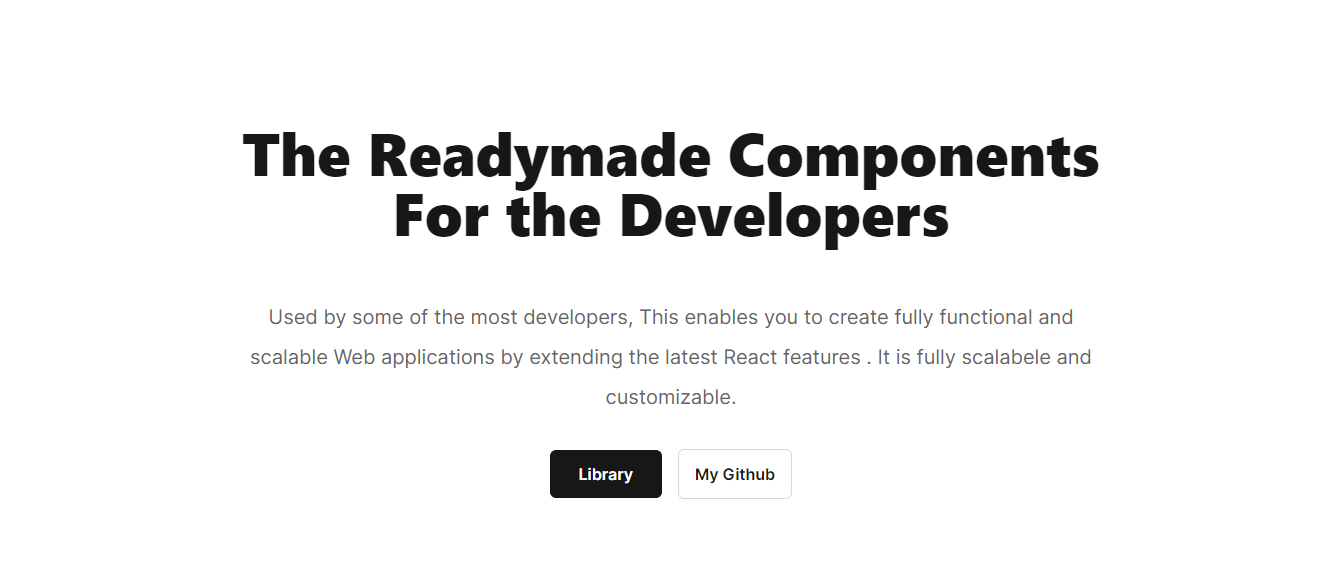 The Readymade Components
For the Developers
Used by some of the most developers, This enables you to create fully functional and
scalable Web applications by extending the latest React features . It is fully scalabele and
customizable.
Library
My Github